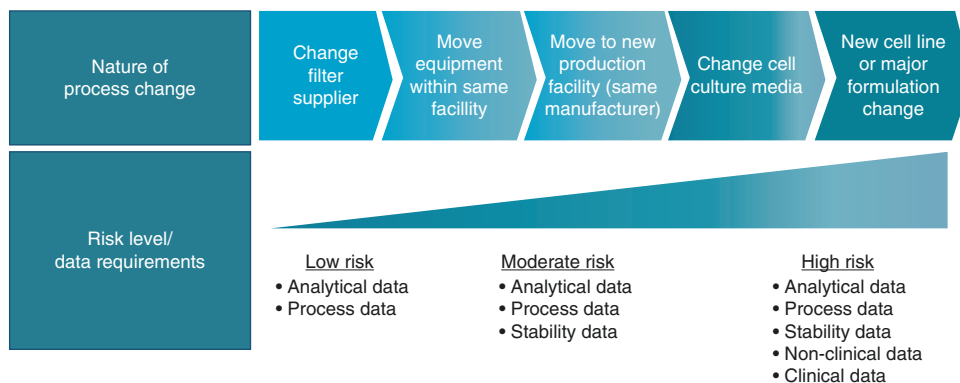 Nature of
process change
Change
filter
supplier
Move
equipment
within same
facility
Move to new
production
facility (same
manufacturer)
Change cell
culture media
New cell line
or major
formulation
change
Risk level/
data requirements
Low risk
• Analytical data
• Process data
Moderate risk
• Analytical data
• Process data
• Stability data
High risk
• Analytical data
• Process data
• Stability data
• Non-clinical data
• Clinical data